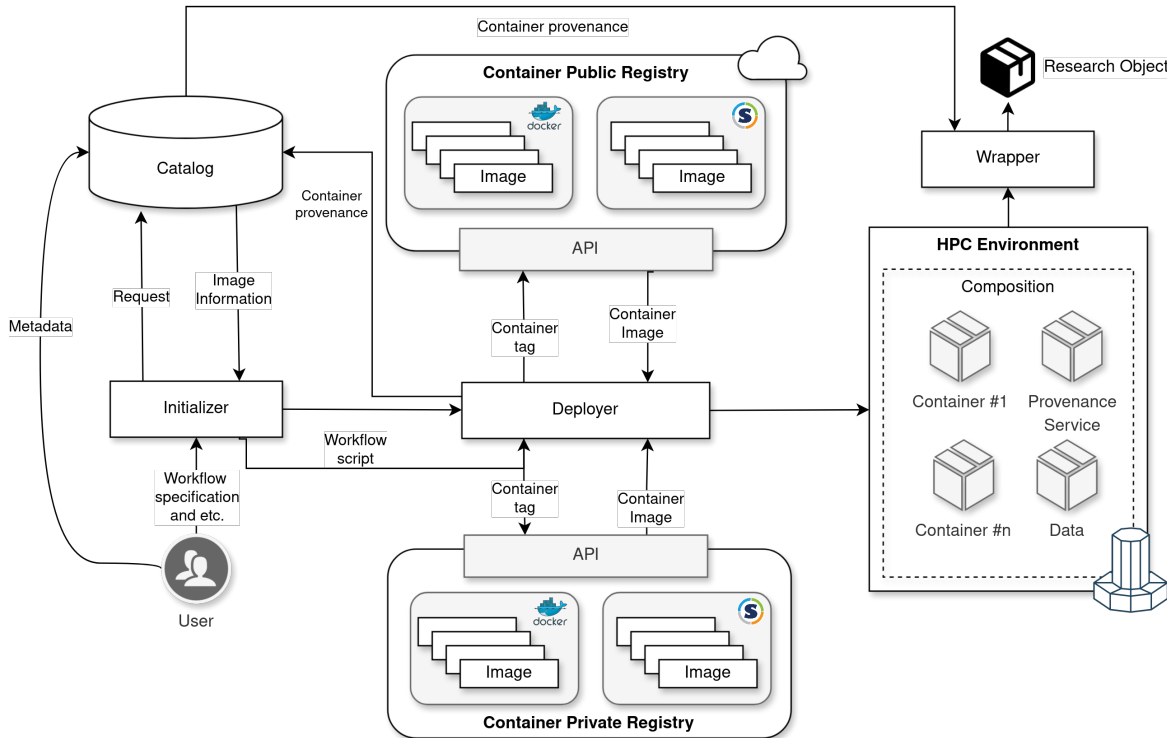 Container provenance
Container Public Registry
docker
S
Image
Image
API
Research Object
Wrapper
Catalog
Container
provenance
Request
Image
Information
Metadata
Container
tag
Container
Image
HPC Environment
Composition
Container #1
Provenance
Service
Container #n
Data
Initializer
Deployer
Workflow
script
Workflow
specification
and etc.
User
Container
tag
Container
Image
API
docker
S
Image
Image
Container Private Registry